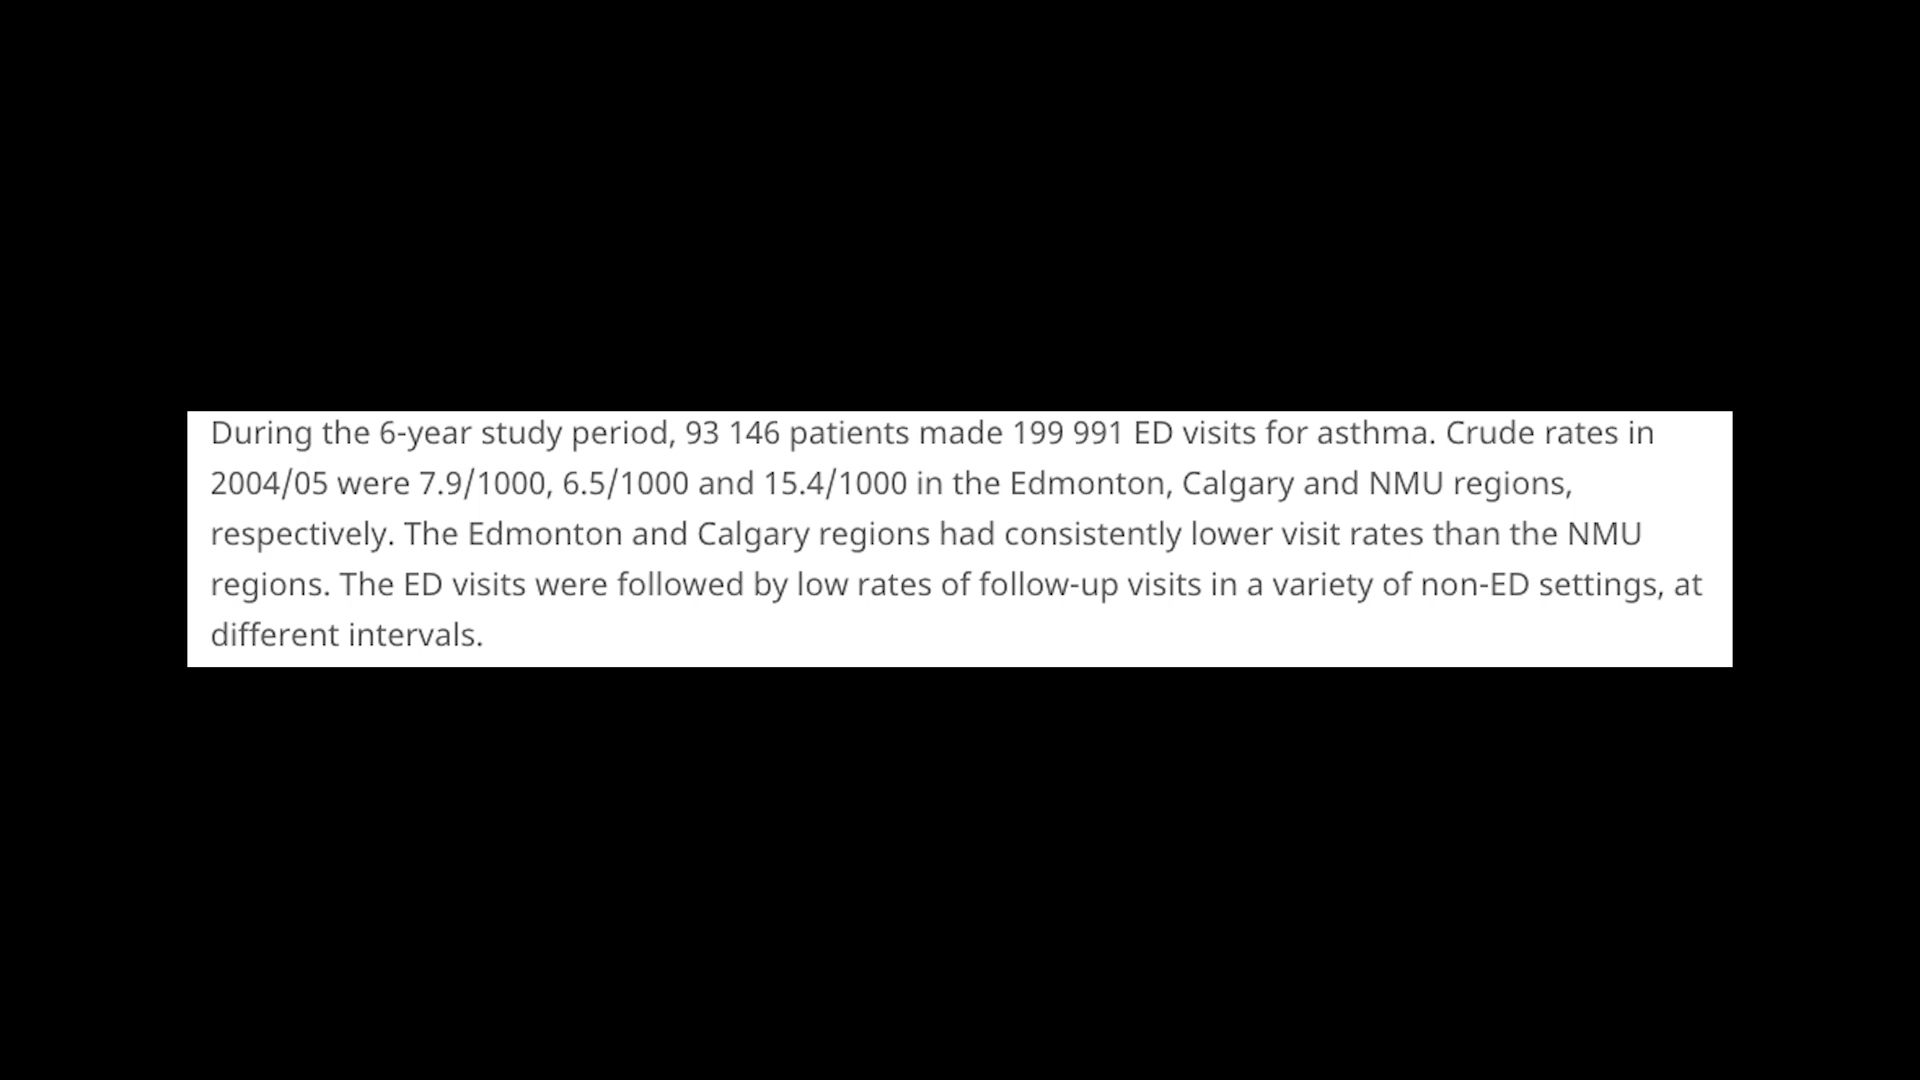 During the 6-year study period, 93 146 patients made 199 991 ED visits for asthma. Crude rates in
2004/05 were 7.9/1000, 6.5/1000 and 15.4/1000 in the Edmonton, Calgary and NMU regions,
respectively. The Edmonton and Calgary regions had consistently lower visit rates than the NMU
regions. The ED visits were followed by low rates of follow-up visits in a variety of non-ED settings, at
different intervals.